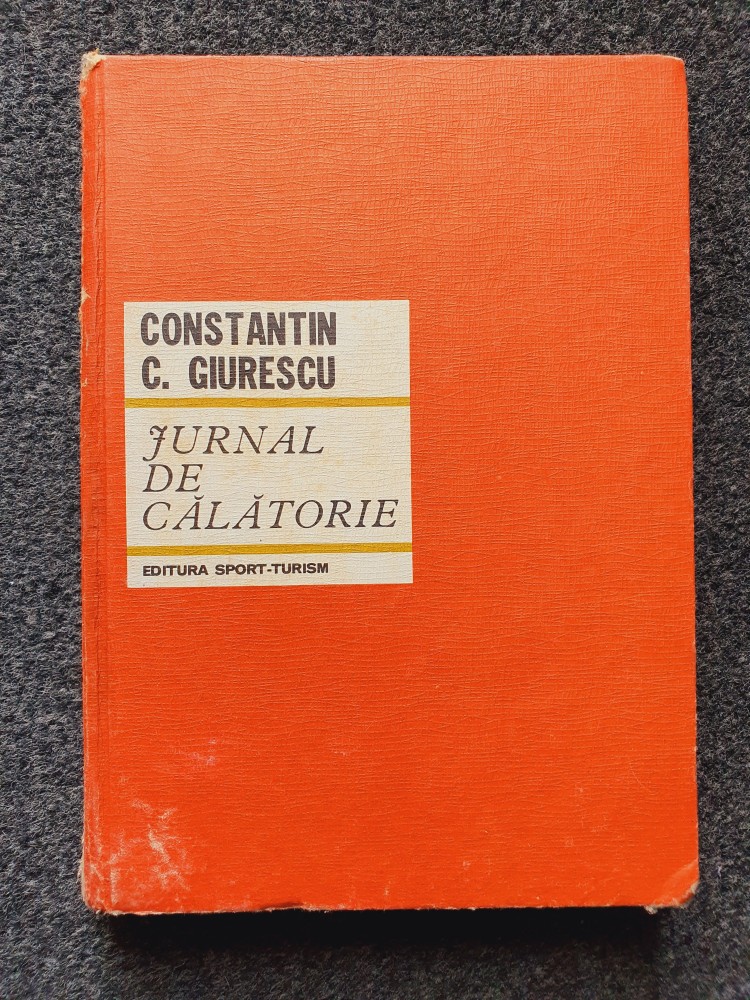 CONSTANTIN
C. GIURESCU
JURNAL
DE
CĂLĂTORIE
EDITURA SPORT-TURISM